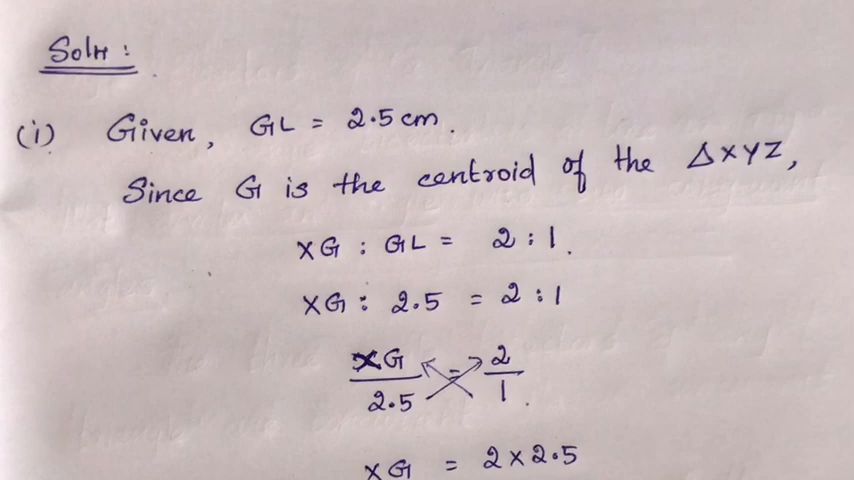 Soln :
(i) Given, GL = 2.5 cm.
Since G is the centroid of the ΔXYZ,
XG : GL = 2 : 1.
XG : 2.5 = 2 : 1
XG/2.5 = 2/1.
XG = 2 × 2.5